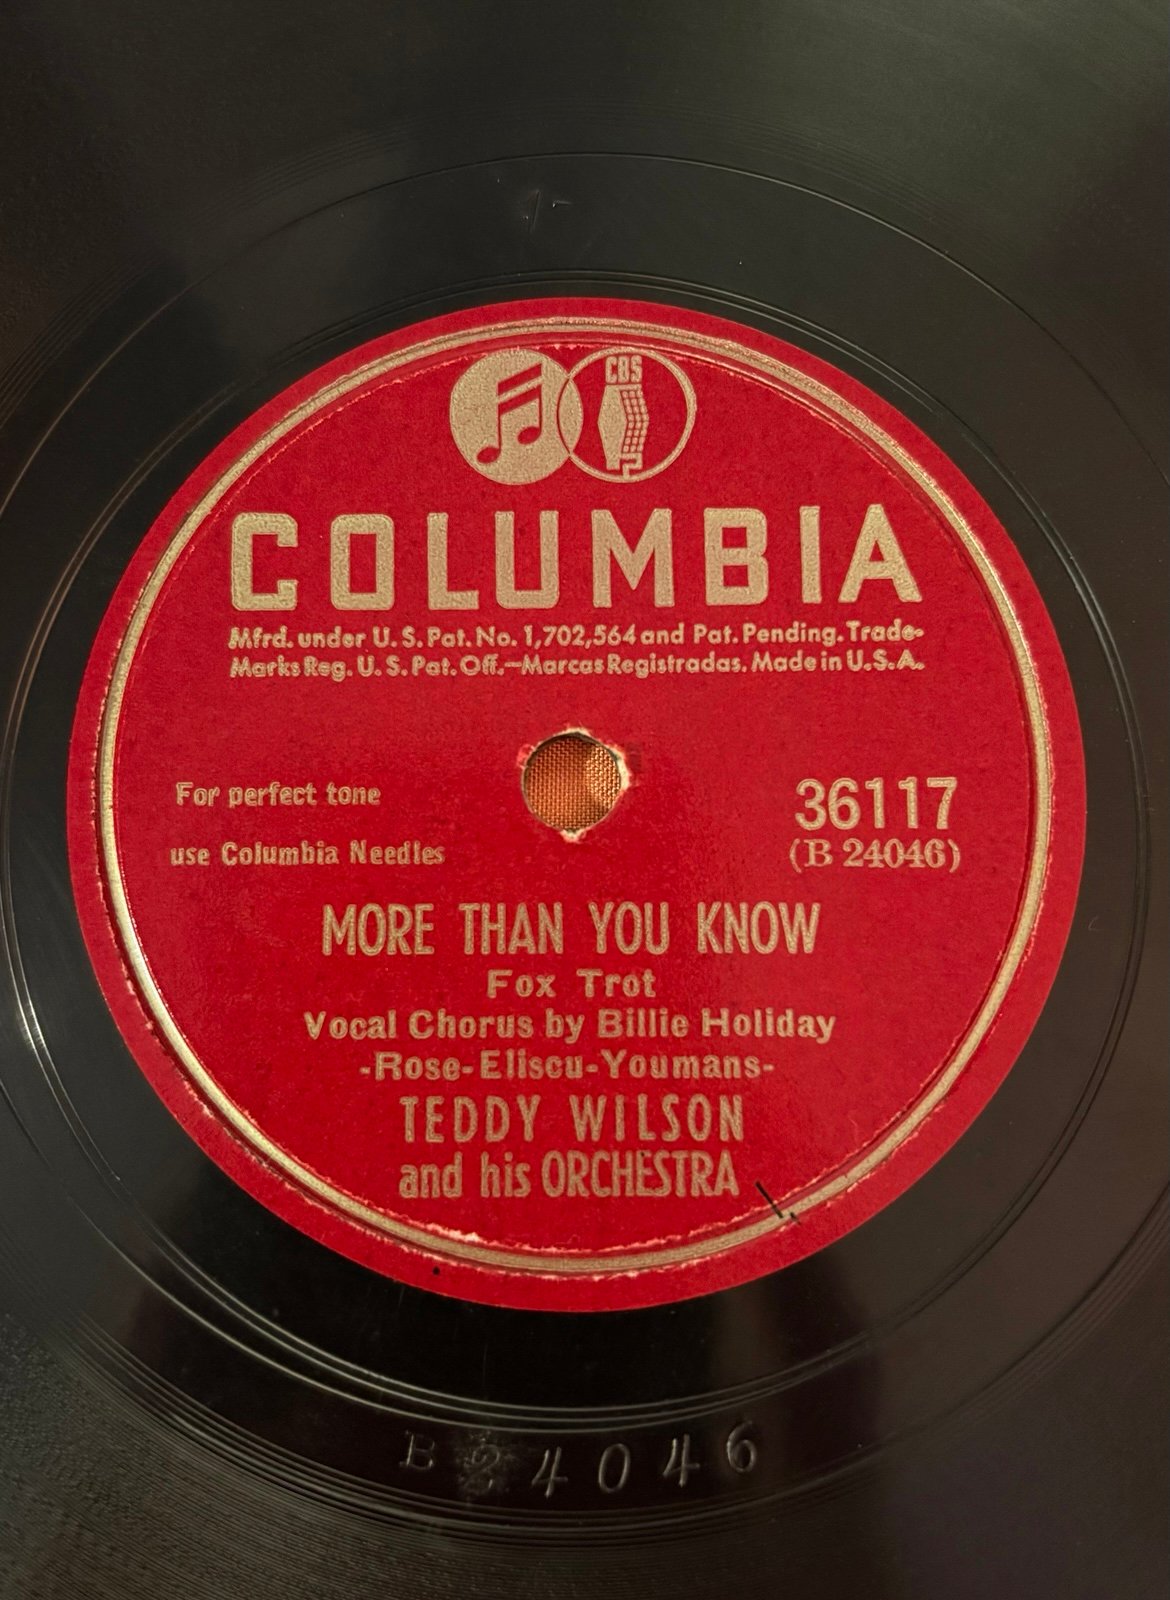 1-
CBS
COLUMBIA
Mfrd. under U. S. Pat. No. 1,702,564 and Pat. Pending. Trade-
Marks Reg. U. S. Pat. Off.—Marcas Registradas. Made in U.S.A.
For perfect tone
use Columbia Needles
36117
(B 24046)
MORE THAN YOU KNOW
Fox Trot
Vocal Chorus by Billie Holiday
-Rose-Eliscu-Youmans-
TEDDY WILSON
and his ORCHESTRA
B 24046